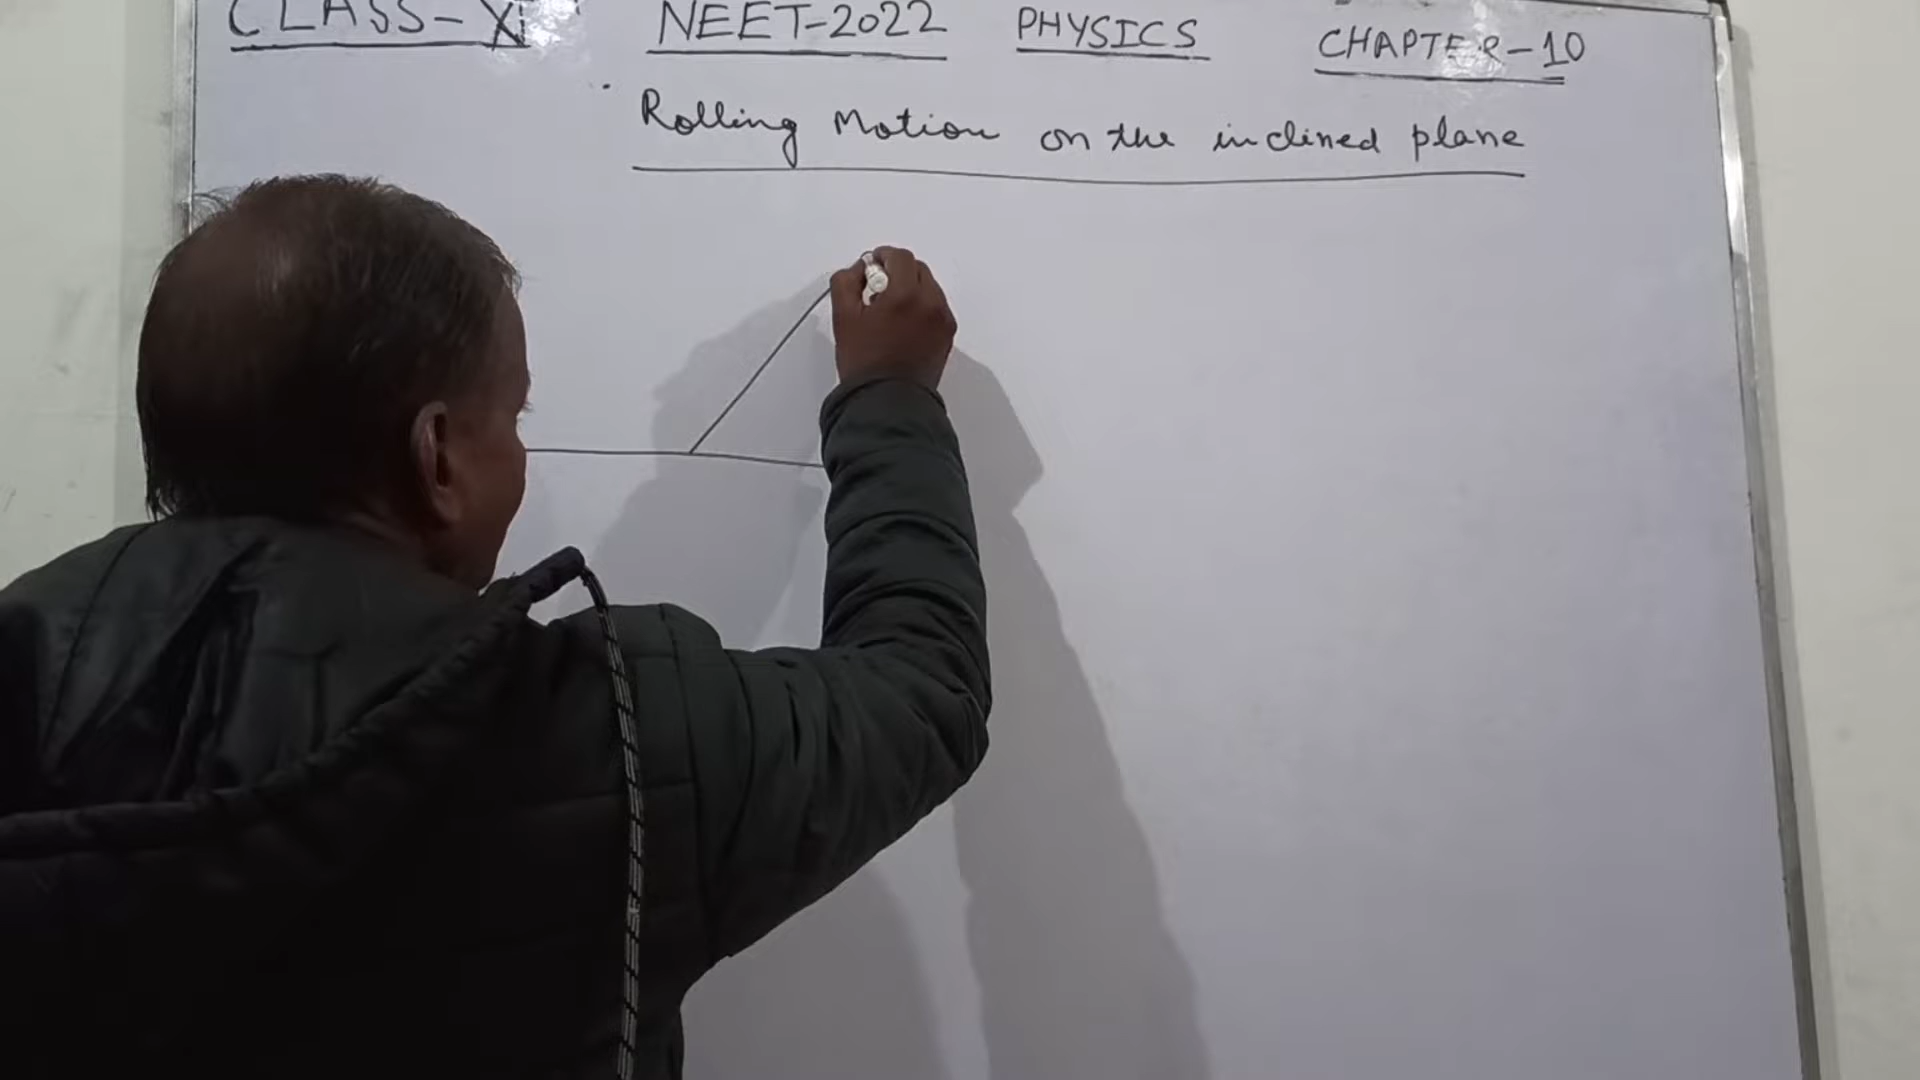 CLASS-XI NEET-2022 PHYSICS CHAPTER-10
Rolling Motion on the inclined plane